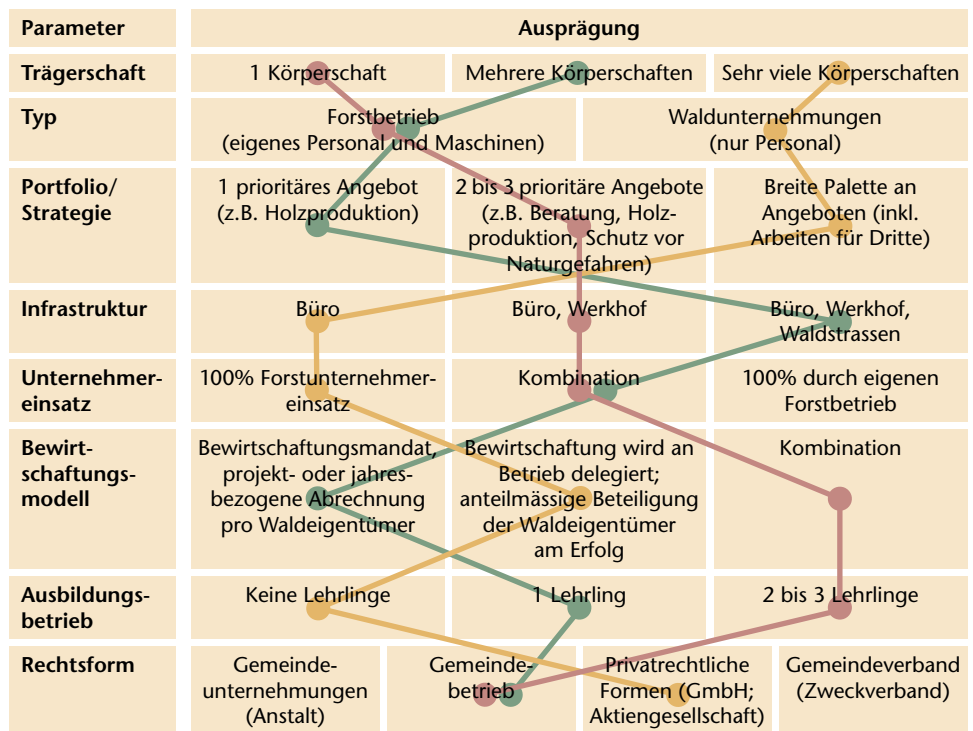 Parameter
Ausprägung
Trägerschaft
1 Körperschaft
Mehrere Körperschaften
Sehr viele Körperschaften
Typ
Forstbetrieb
(eigenes Personal und Maschinen)
Waldunternehmungen
(nur Personal)
Portfolio/
Strategie
1 prioritäres Angebot
(z.B. Holzproduktion)
2 bis 3 prioritäre Angebote
(z.B. Beratung, Holz-
produktion, Schutz vor
Naturgefahren)
Breite Palette an
Angeboten (inkl.
Arbeiten für Dritte)
Infrastruktur
Büro
Büro, Werkhof
Büro, Werkhof,
Waldstrassen
Unternehmer-
einsatz
100% Forstunternehmer-
einsatz
Kombination
100% durch eigenen
Forstbetrieb
Bewirt-
schaftungs-
modell
Bewirtschaftungsmandat,
projekt- oder jahres-
bezogene Abrechnung
pro Waldeigentümer
Bewirtschaftung wird an
Betrieb delegiert;
anteilmässige Beteiligung
der Waldeigentümer
am Erfolg
Kombination
Ausbildungs-
betrieb
Keine Lehrlinge
1 Lehrling
2 bis 3 Lehrlinge
Rechtsform
Gemeinde-
unternehmungen
(Anstalt)
Gemeinde-
betrieb
Privatrechtliche
Formen (GmbH;
Aktiengesellschaft)
Gemeindeverband
(Zweckverband)